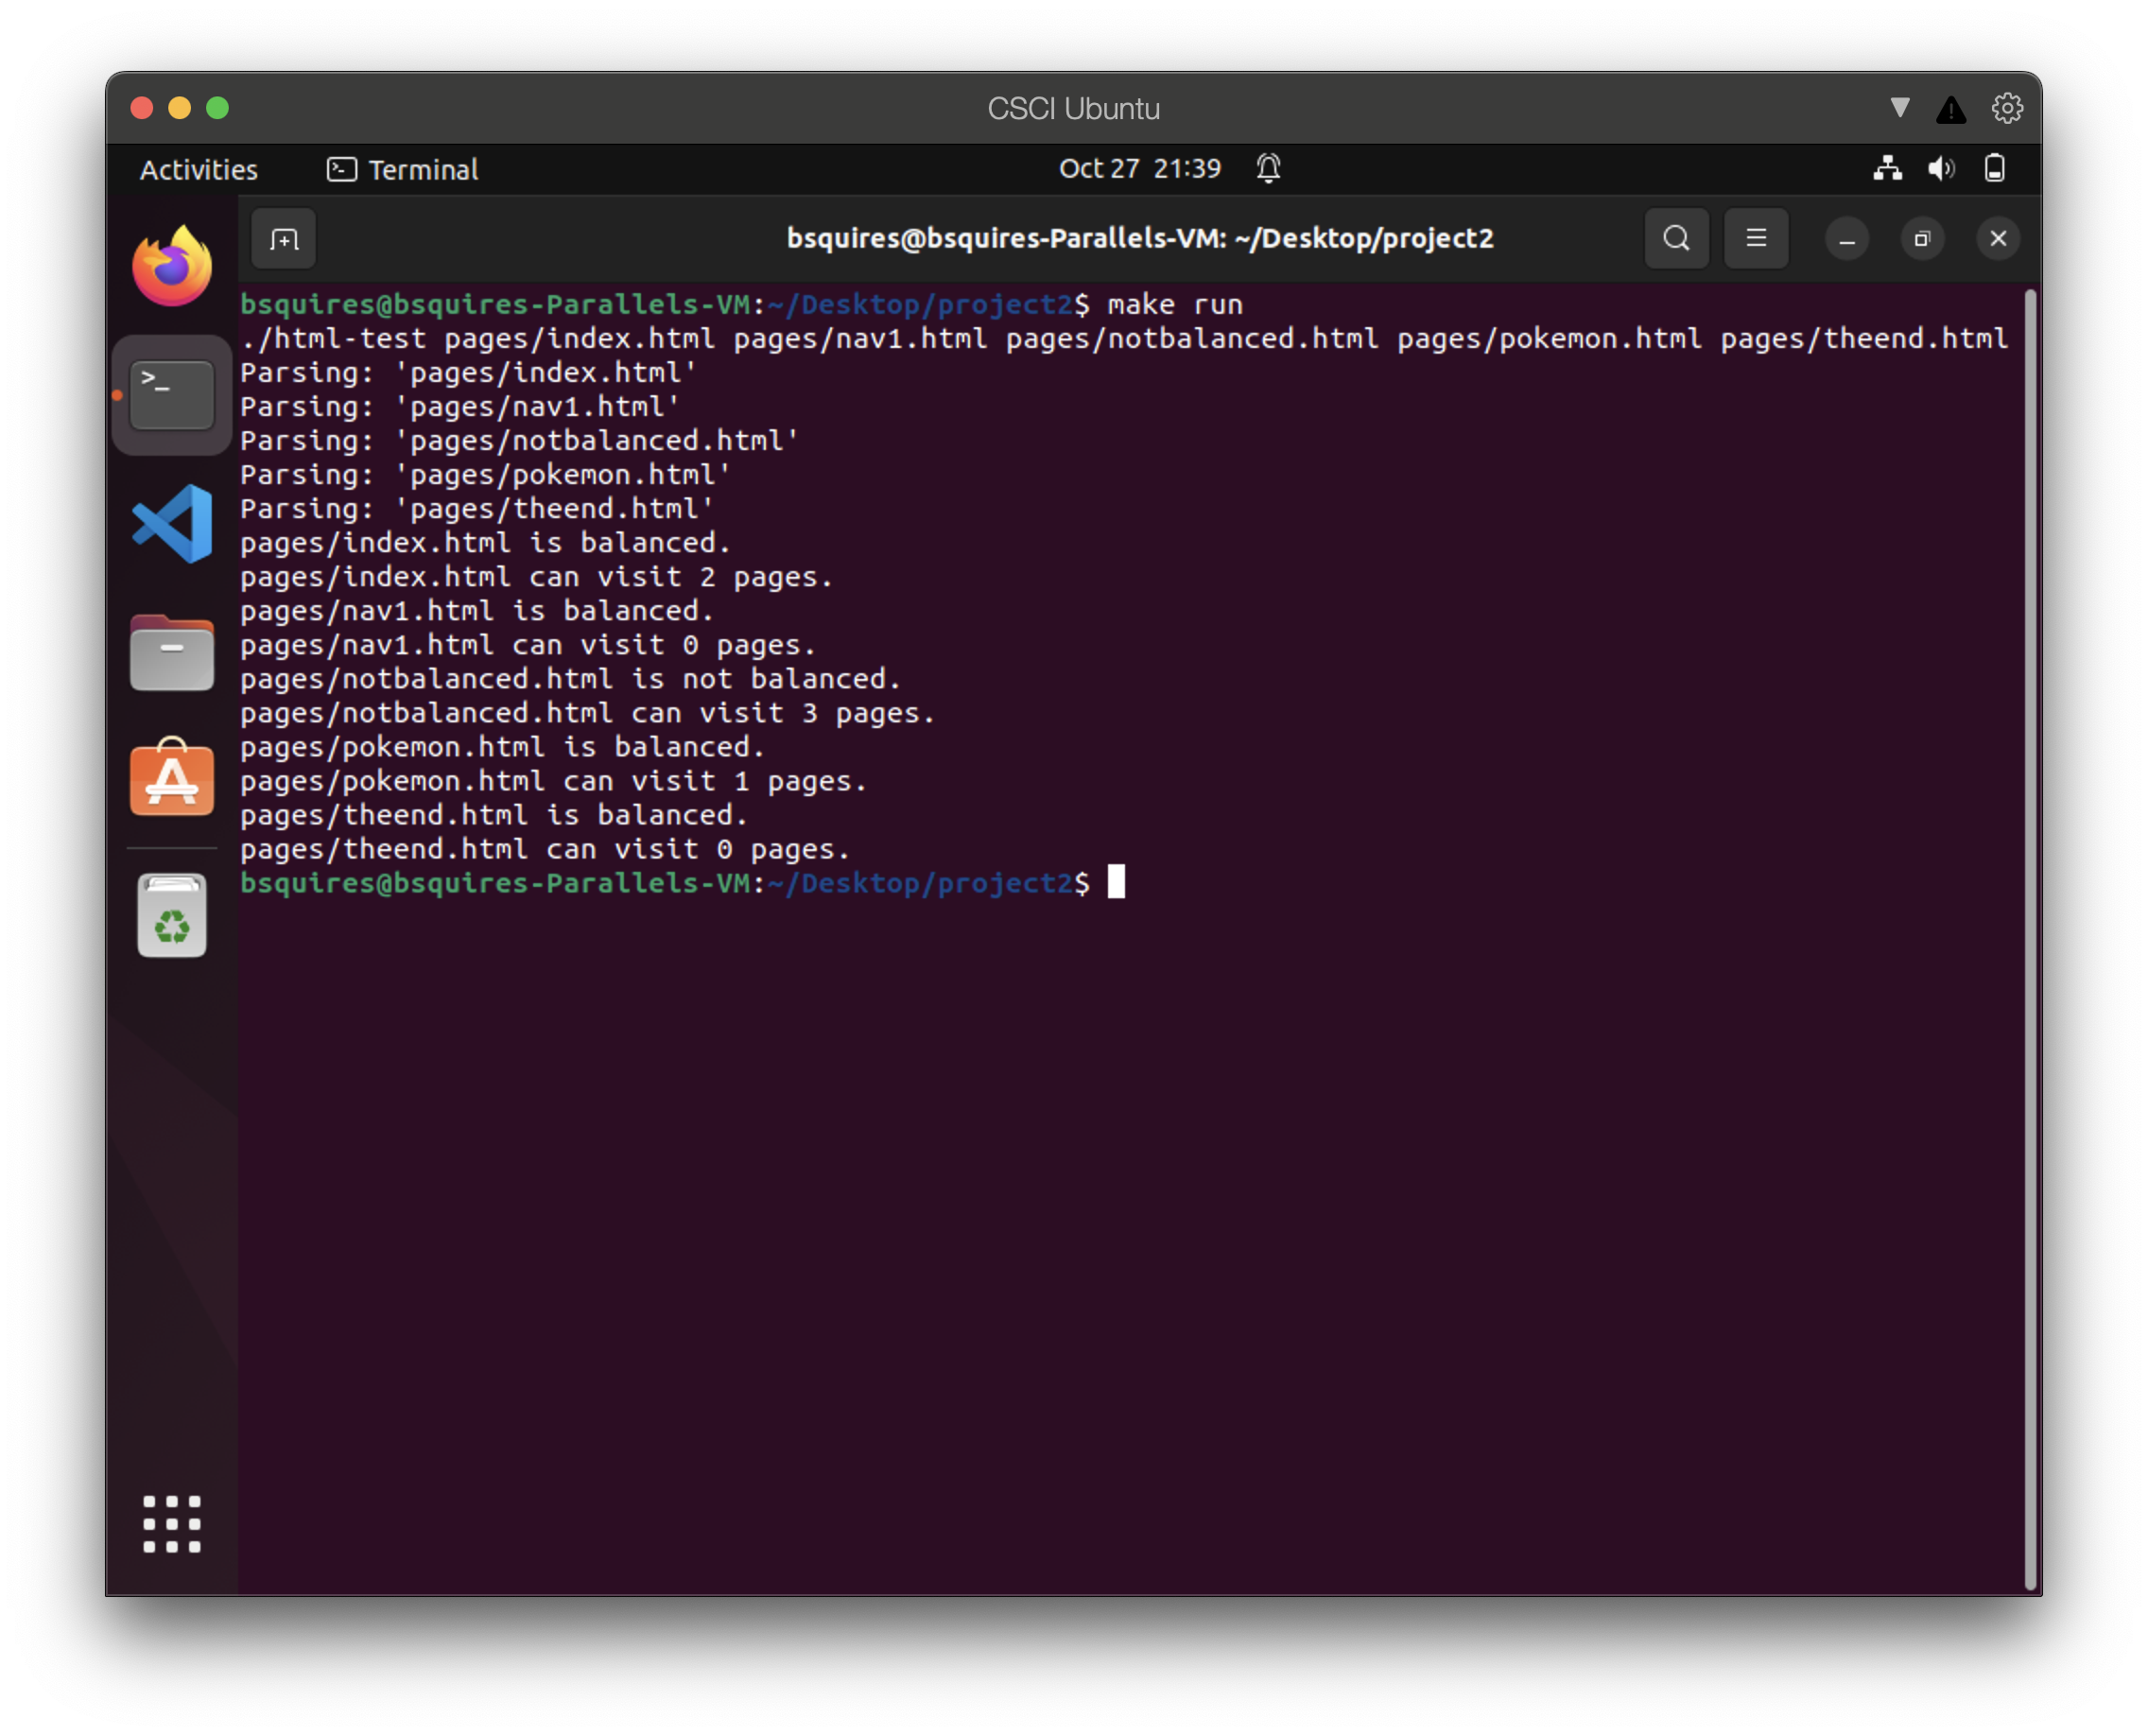 CSCI Ubuntu
Activities Terminal Oct 27 21:39
bsquires@bsquires-Parallels-VM: ~/Desktop/project2
bsquires@bsquires-Parallels-VM:~/Desktop/project2$ make run
./html-test pages/index.html pages/nav1.html pages/notbalanced.html pages/pokemon.html pages/theend.html
Parsing: 'pages/index.html'
Parsing: 'pages/nav1.html'
Parsing: 'pages/notbalanced.html'
Parsing: 'pages/pokemon.html'
Parsing: 'pages/theend.html'
pages/index.html is balanced.
pages/index.html can visit 2 pages.
pages/nav1.html is balanced.
pages/nav1.html can visit 0 pages.
pages/notbalanced.html is not balanced.
pages/notbalanced.html can visit 3 pages.
pages/pokemon.html is balanced.
pages/pokemon.html can visit 1 pages.
pages/theend.html is balanced.
pages/theend.html can visit 0 pages.
bsquires@bsquires-Parallels-VM:~/Desktop/project2$